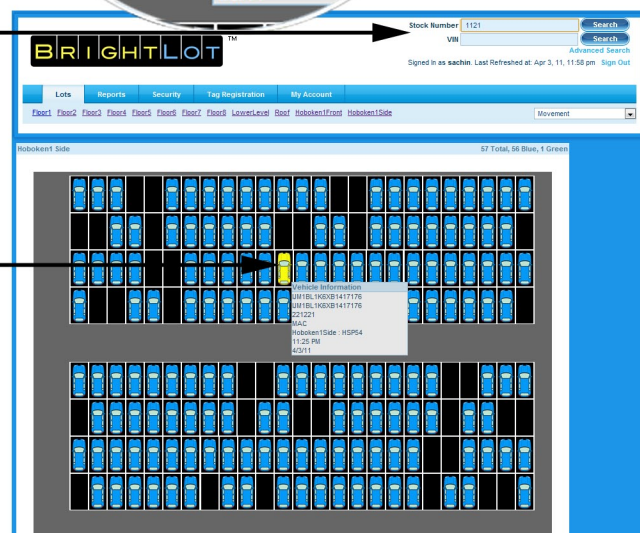 Stock Number 1121 Search
VIN Search
Advanced Search
BRIGHTLOT TM
Signed In as sachin. Last Refreshed at: Apr 3, 11, 11:58 pm Sign Out
Lots Reports Security Tag Registration My Account
Floor1 Floor2 Floor3 Floor4 Floor5 Floor6 Floor7 Floor8 LowerLevel Roof Hoboken1Front Hoboken1Side Movement
Hoboken1 Side 57 Total, 56 Blue, 1 Green
Vehicle Information
UM1BL1K6XB1417176
UM1BL1K6XB1417176
221221
MAC
Hoboken1Side : HSP54
11:25 PM
4/3/11